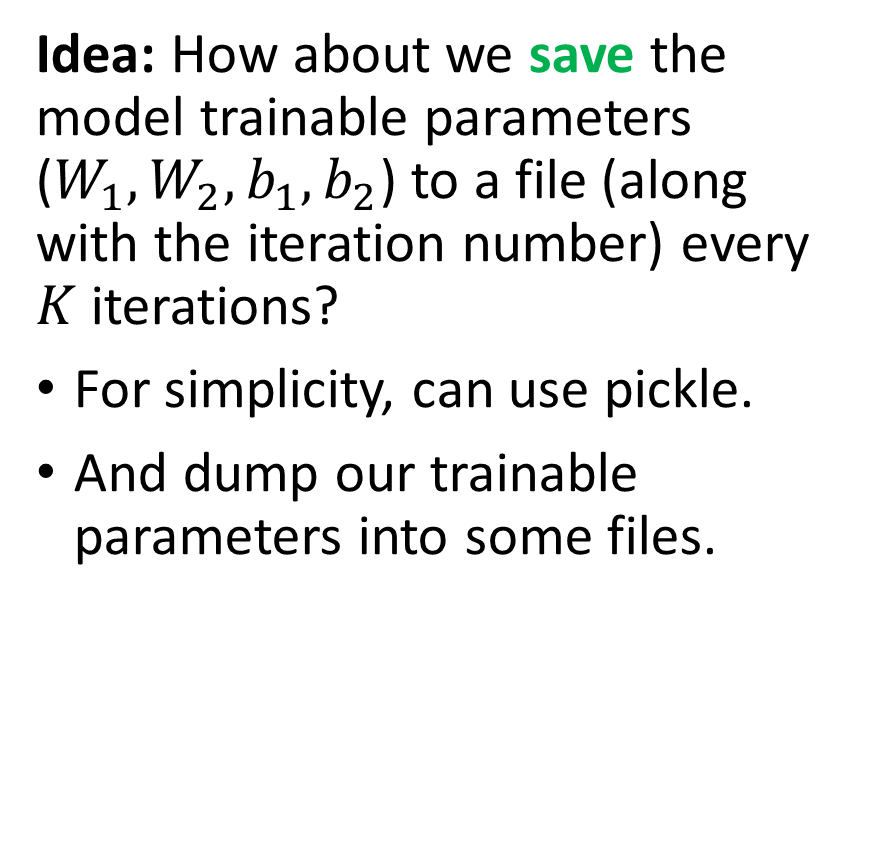 Idea: How about we save the
model trainable parameters
(𝑊₁, 𝑊₂, 𝑏₁, 𝑏₂) to a file (along
with the iteration number) every
𝐾 iterations?
• For simplicity, can use pickle.
• And dump our trainable
parameters into some files.